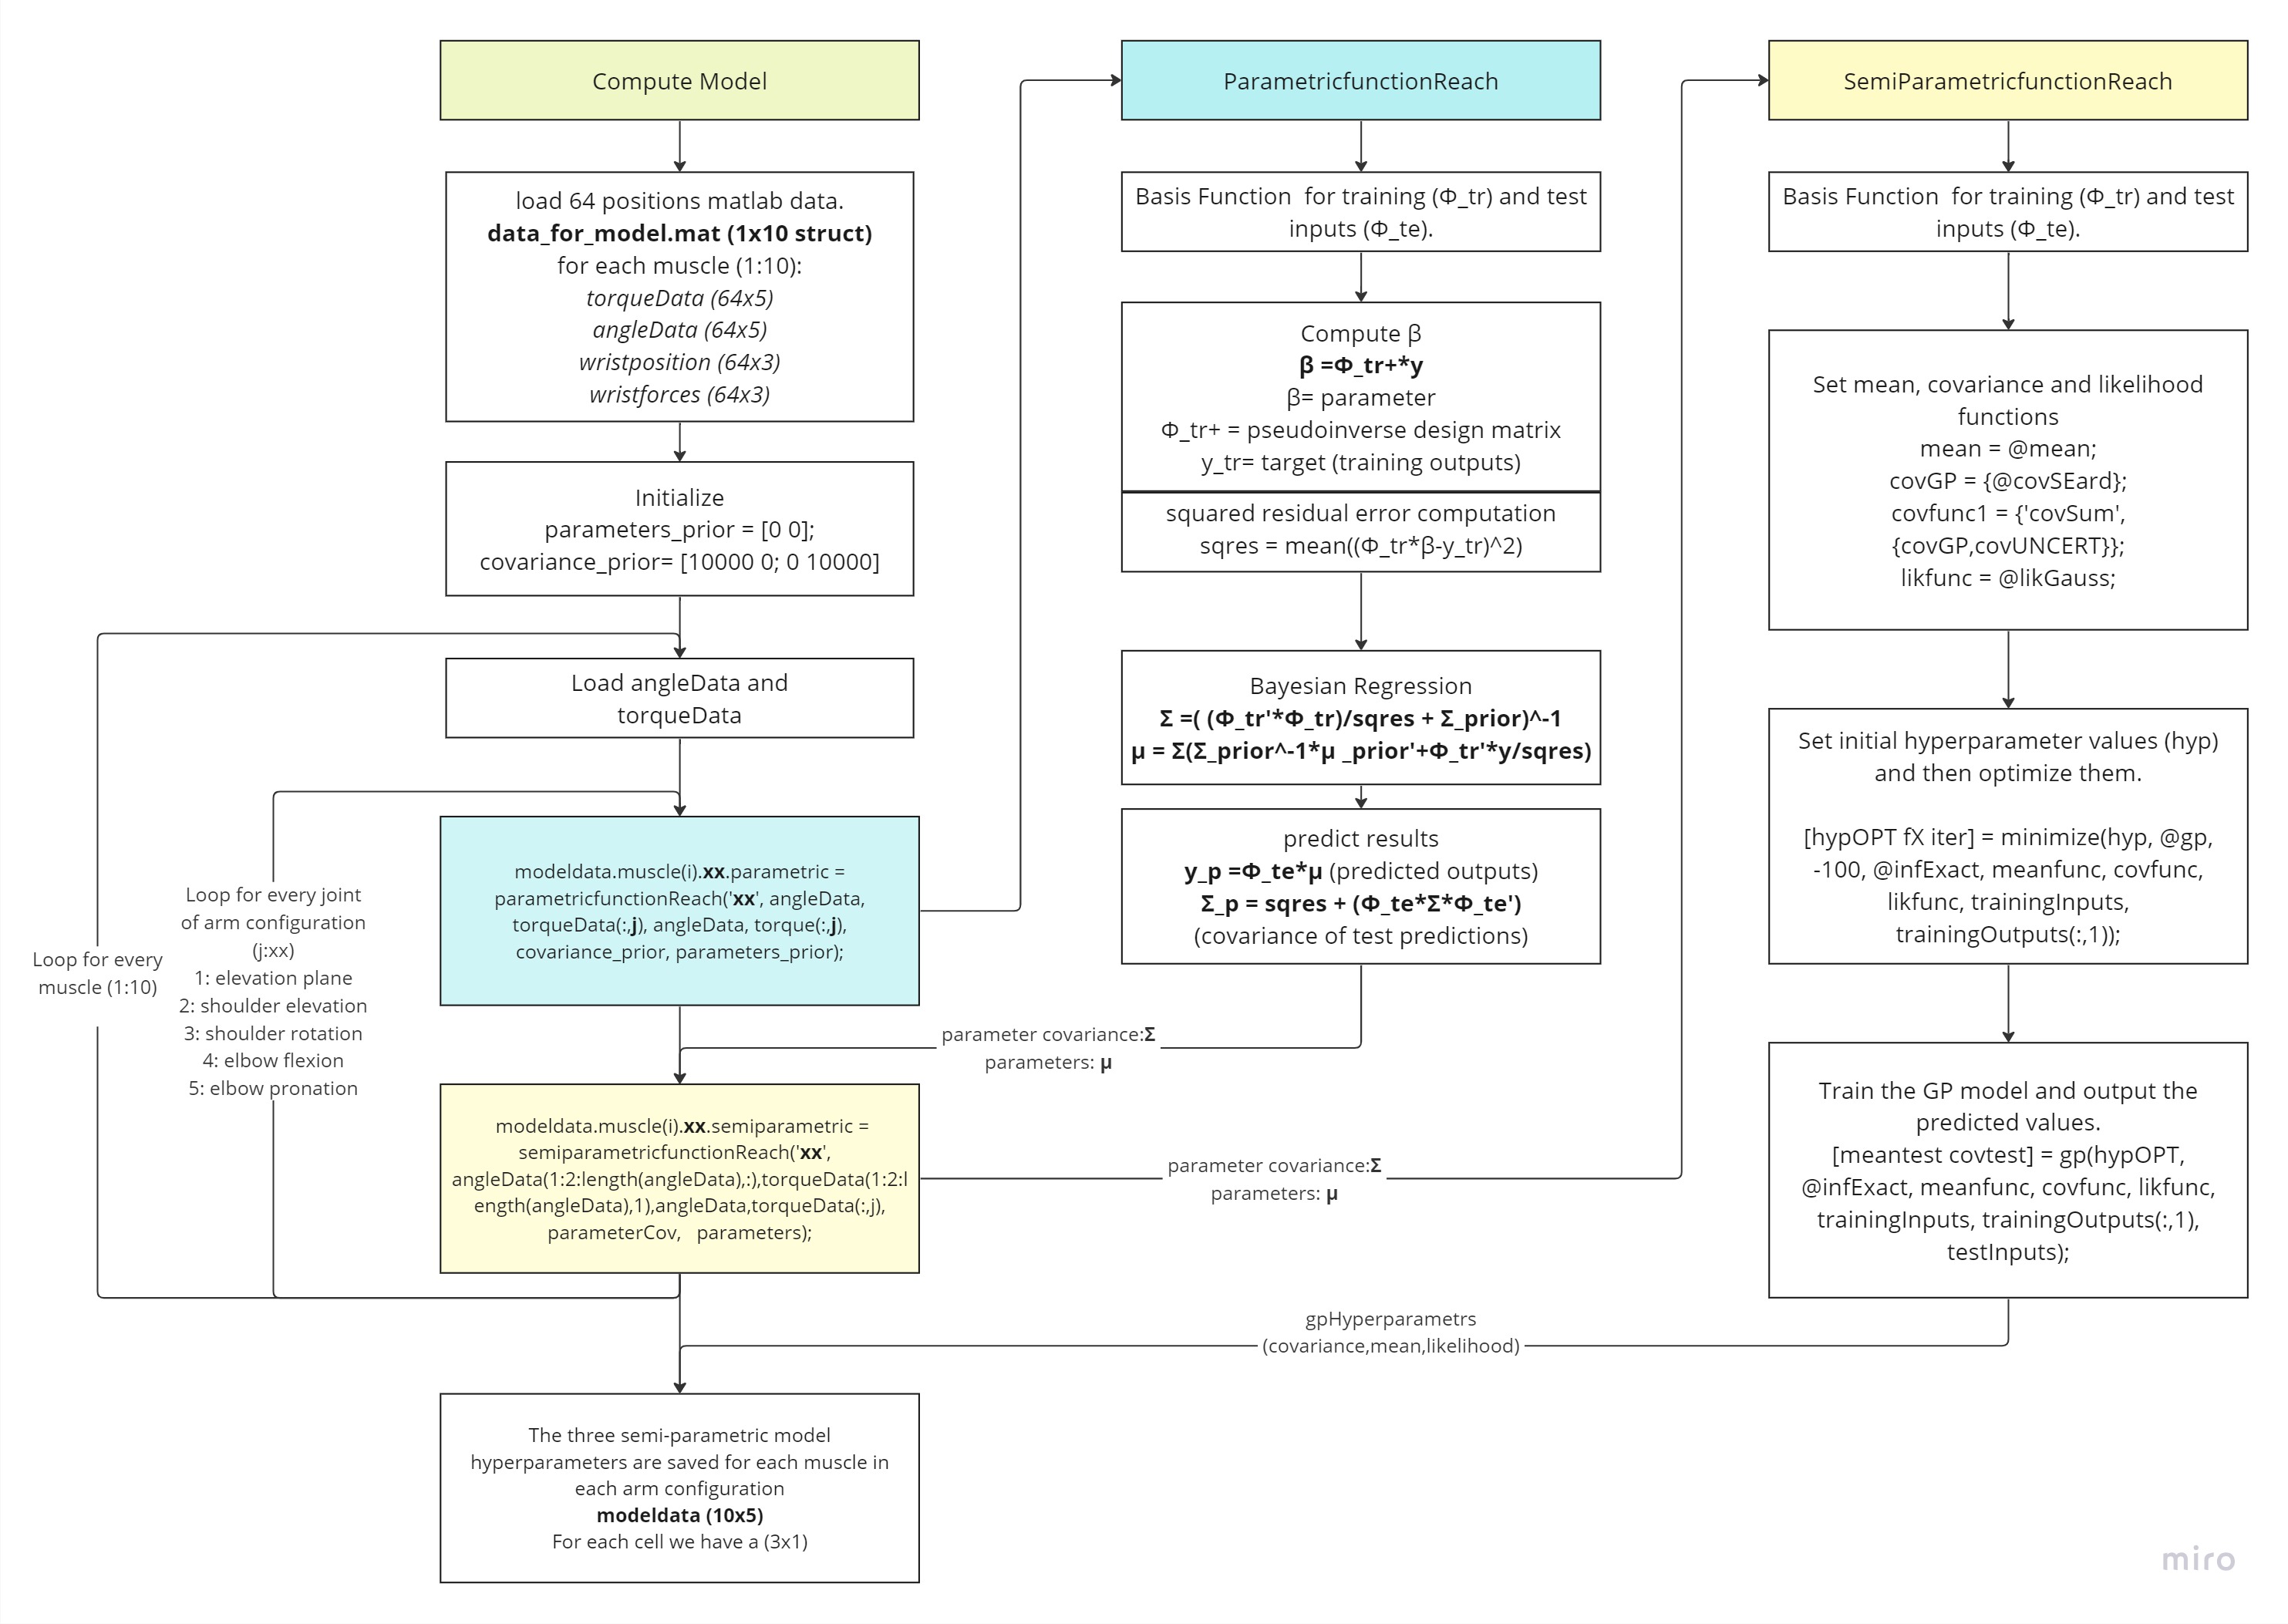 Compute Model
load 64 positions matlab data.
data_for_model.mat (1x10 struct)
for each muscle (1:10):
torqueData (64x5)
angleData (64x5)
wristposition (64x3)
wristforces (64x3)
Initialize
parameters_prior = [0 0];
covariance_prior= [10000 0; 0 10000]
Load angleData and
torqueData
Loop for every
muscle (1:10)
Loop for every joint
of arm configuration
(j:xx)
1: elevation plane
2: shoulder elevation
3: shoulder rotation
4: elbow flexion
5: elbow pronation
modeldata.muscle(i).xx.parametric =
parametricfunctionReach('xx', angleData,
torqueData(:,j), angleData, torque(:,j),
covariance_prior, parameters_prior);
modeldata.muscle(i).xx.semiparametric =
semiparametricfunctionReach('xx',
angleData(1:2:length(angleData),:),torqueData(1:2:l
ength(angleData),1),angleData,torqueData(:,j),
parameterCov,   parameters);
The three semi-parametric model
hyperparameters are saved for each muscle in
each arm configuration
modeldata (10x5)
For each cell we have a (3x1)
ParametricfunctionReach
Basis Function  for training (Φ_tr) and test
inputs (Φ_te).
Compute β
β =Φ_tr+*y
β= parameter
Φ_tr+ = pseudoinverse design matrix
y_tr= target (training outputs)
squared residual error computation
sqres = mean((Φ_tr*β-y_tr)^2)
Bayesian Regression
Σ =( (Φ_tr'*Φ_tr)/sqres + Σ_prior)^-1
μ = Σ(Σ_prior^-1*μ _prior'+Φ_tr'*y/sqres)
predict results
y_p =Φ_te*μ (predicted outputs)
Σ_p = sqres + (Φ_te*Σ*Φ_te')
(covariance of test predictions)
parameter covariance:Σ
parameters: μ
parameter covariance:Σ
parameters: μ
gpHyperparametrs
(covariance,mean,likelihood)
SemiParametricfunctionReach
Basis Function  for training (Φ_tr) and test
inputs (Φ_te).
Set mean, covariance and likelihood
functions
mean = @mean;
covGP = {@covSEard};
covfunc1 = {'covSum',
{covGP,covUNCERT}};
likfunc = @likGauss;
Set initial hyperparameter values (hyp)
and then optimize them.
[hypOPT fX iter] = minimize(hyp, @gp,
-100, @infExact, meanfunc, covfunc,
likfunc, trainingInputs,
trainingOutputs(:,1));
Train the GP model and output the
predicted values.
[meantest covtest] = gp(hypOPT,
@infExact, meanfunc, covfunc, likfunc,
trainingInputs, trainingOutputs(:,1),
testInputs);
miro